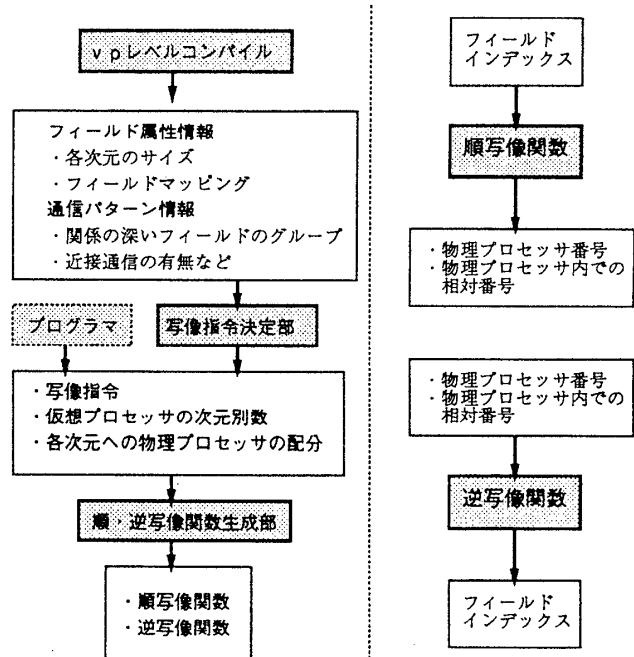 vpレベルコンパイル
フィールド属性情報
・各次元のサイズ
・フィールドマッピング
通信パターン情報
・関係の深いフィールドのグループ
・近接通信の有無など
プログラマ
写像指令決定部
・写像指令
・仮想プロセッサの次元別数
・各次元への物理プロセッサの配分
順・逆写像関数生成部
・順写像関数
・逆写像関数
フィールド
インデックス
順写像関数
・物理プロセッサ番号
・物理プロセッサ内での
相対番号
・物理プロセッサ番号
・物理プロセッサ内での
相対番号
逆写像関数
フィールド
インデックス